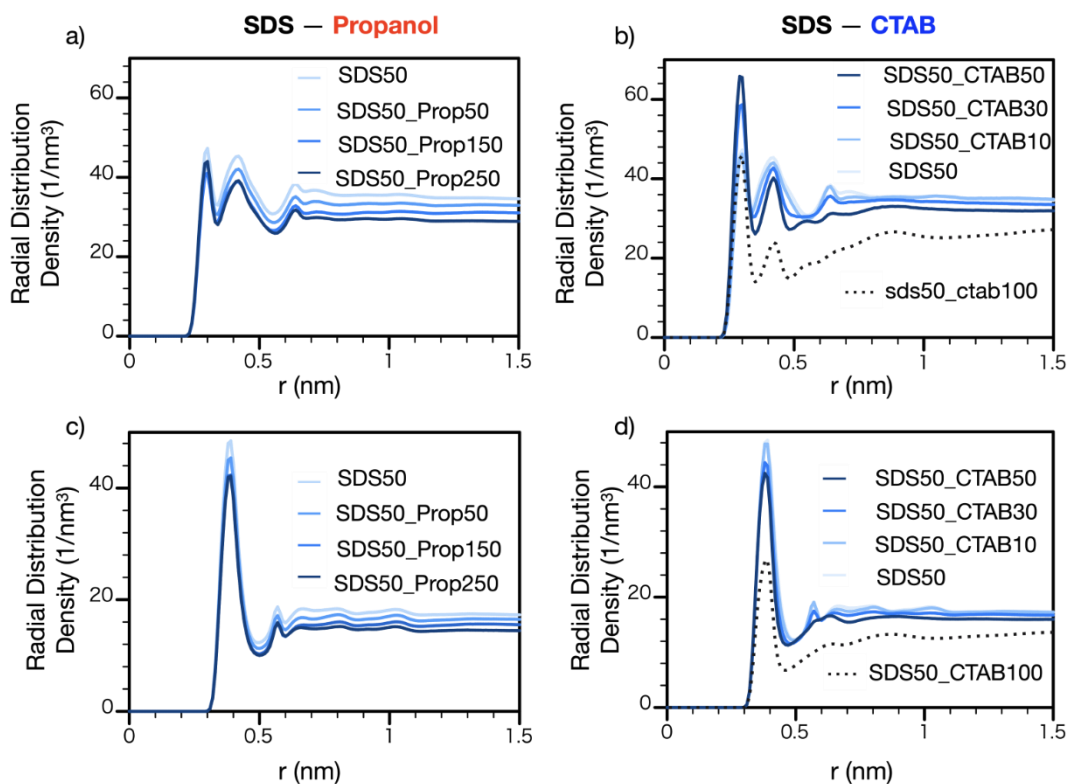 SDS — Propanol
SDS — CTAB
a)
SDS50
SDS50_Prop50
SDS50_Prop150
SDS50_Prop250
60
40
20
0
Radial Distribution
Density (1/nm³)
0
0.5
1
1.5
r (nm)
b)
SDS50_CTAB50
SDS50_CTAB30
SDS50_CTAB10
SDS50
sds50_ctab100
60
40
20
0
Radial Distribution
Density (1/nm³)
0
0.5
1
1.5
r (nm)
c)
SDS50
SDS50_Prop50
SDS50_Prop150
SDS50_Prop250
40
20
0
Radial Distribution
Density (1/nm³)
0
0.5
1
1.5
r (nm)
d)
SDS50_CTAB50
SDS50_CTAB30
SDS50_CTAB10
SDS50
SDS50_CTAB100
40
20
0
Radial Distribution
Density (1/nm³)
0
0.5
1
1.5
r (nm)